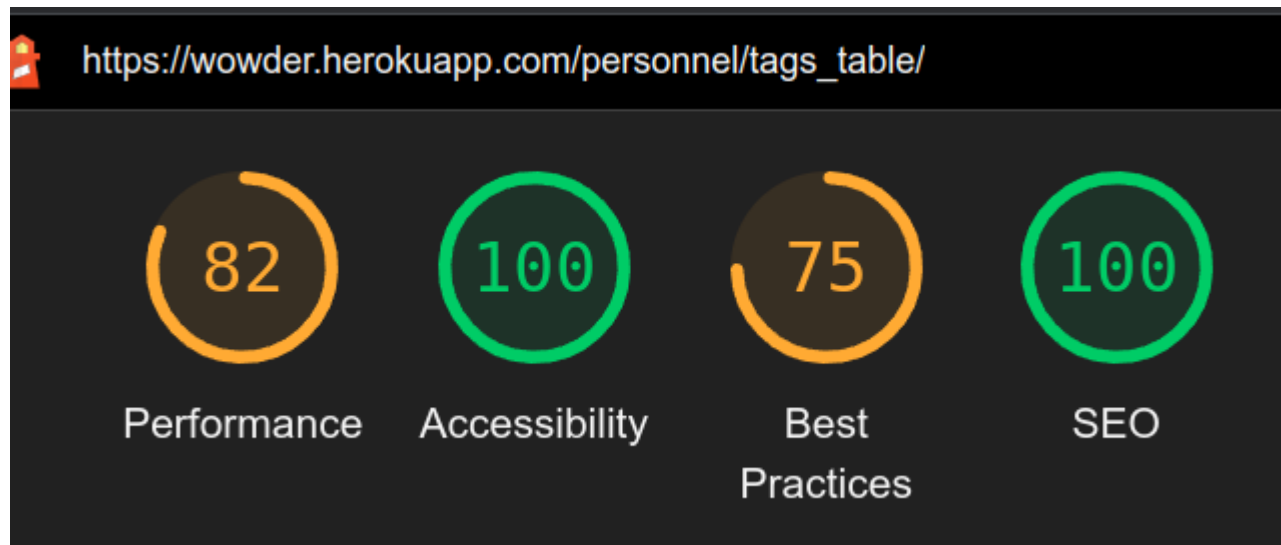 https://wowder.herokuapp.com/personnel/tags_table/
82 100 75 100
Performance Accessibility Best Practices SEO